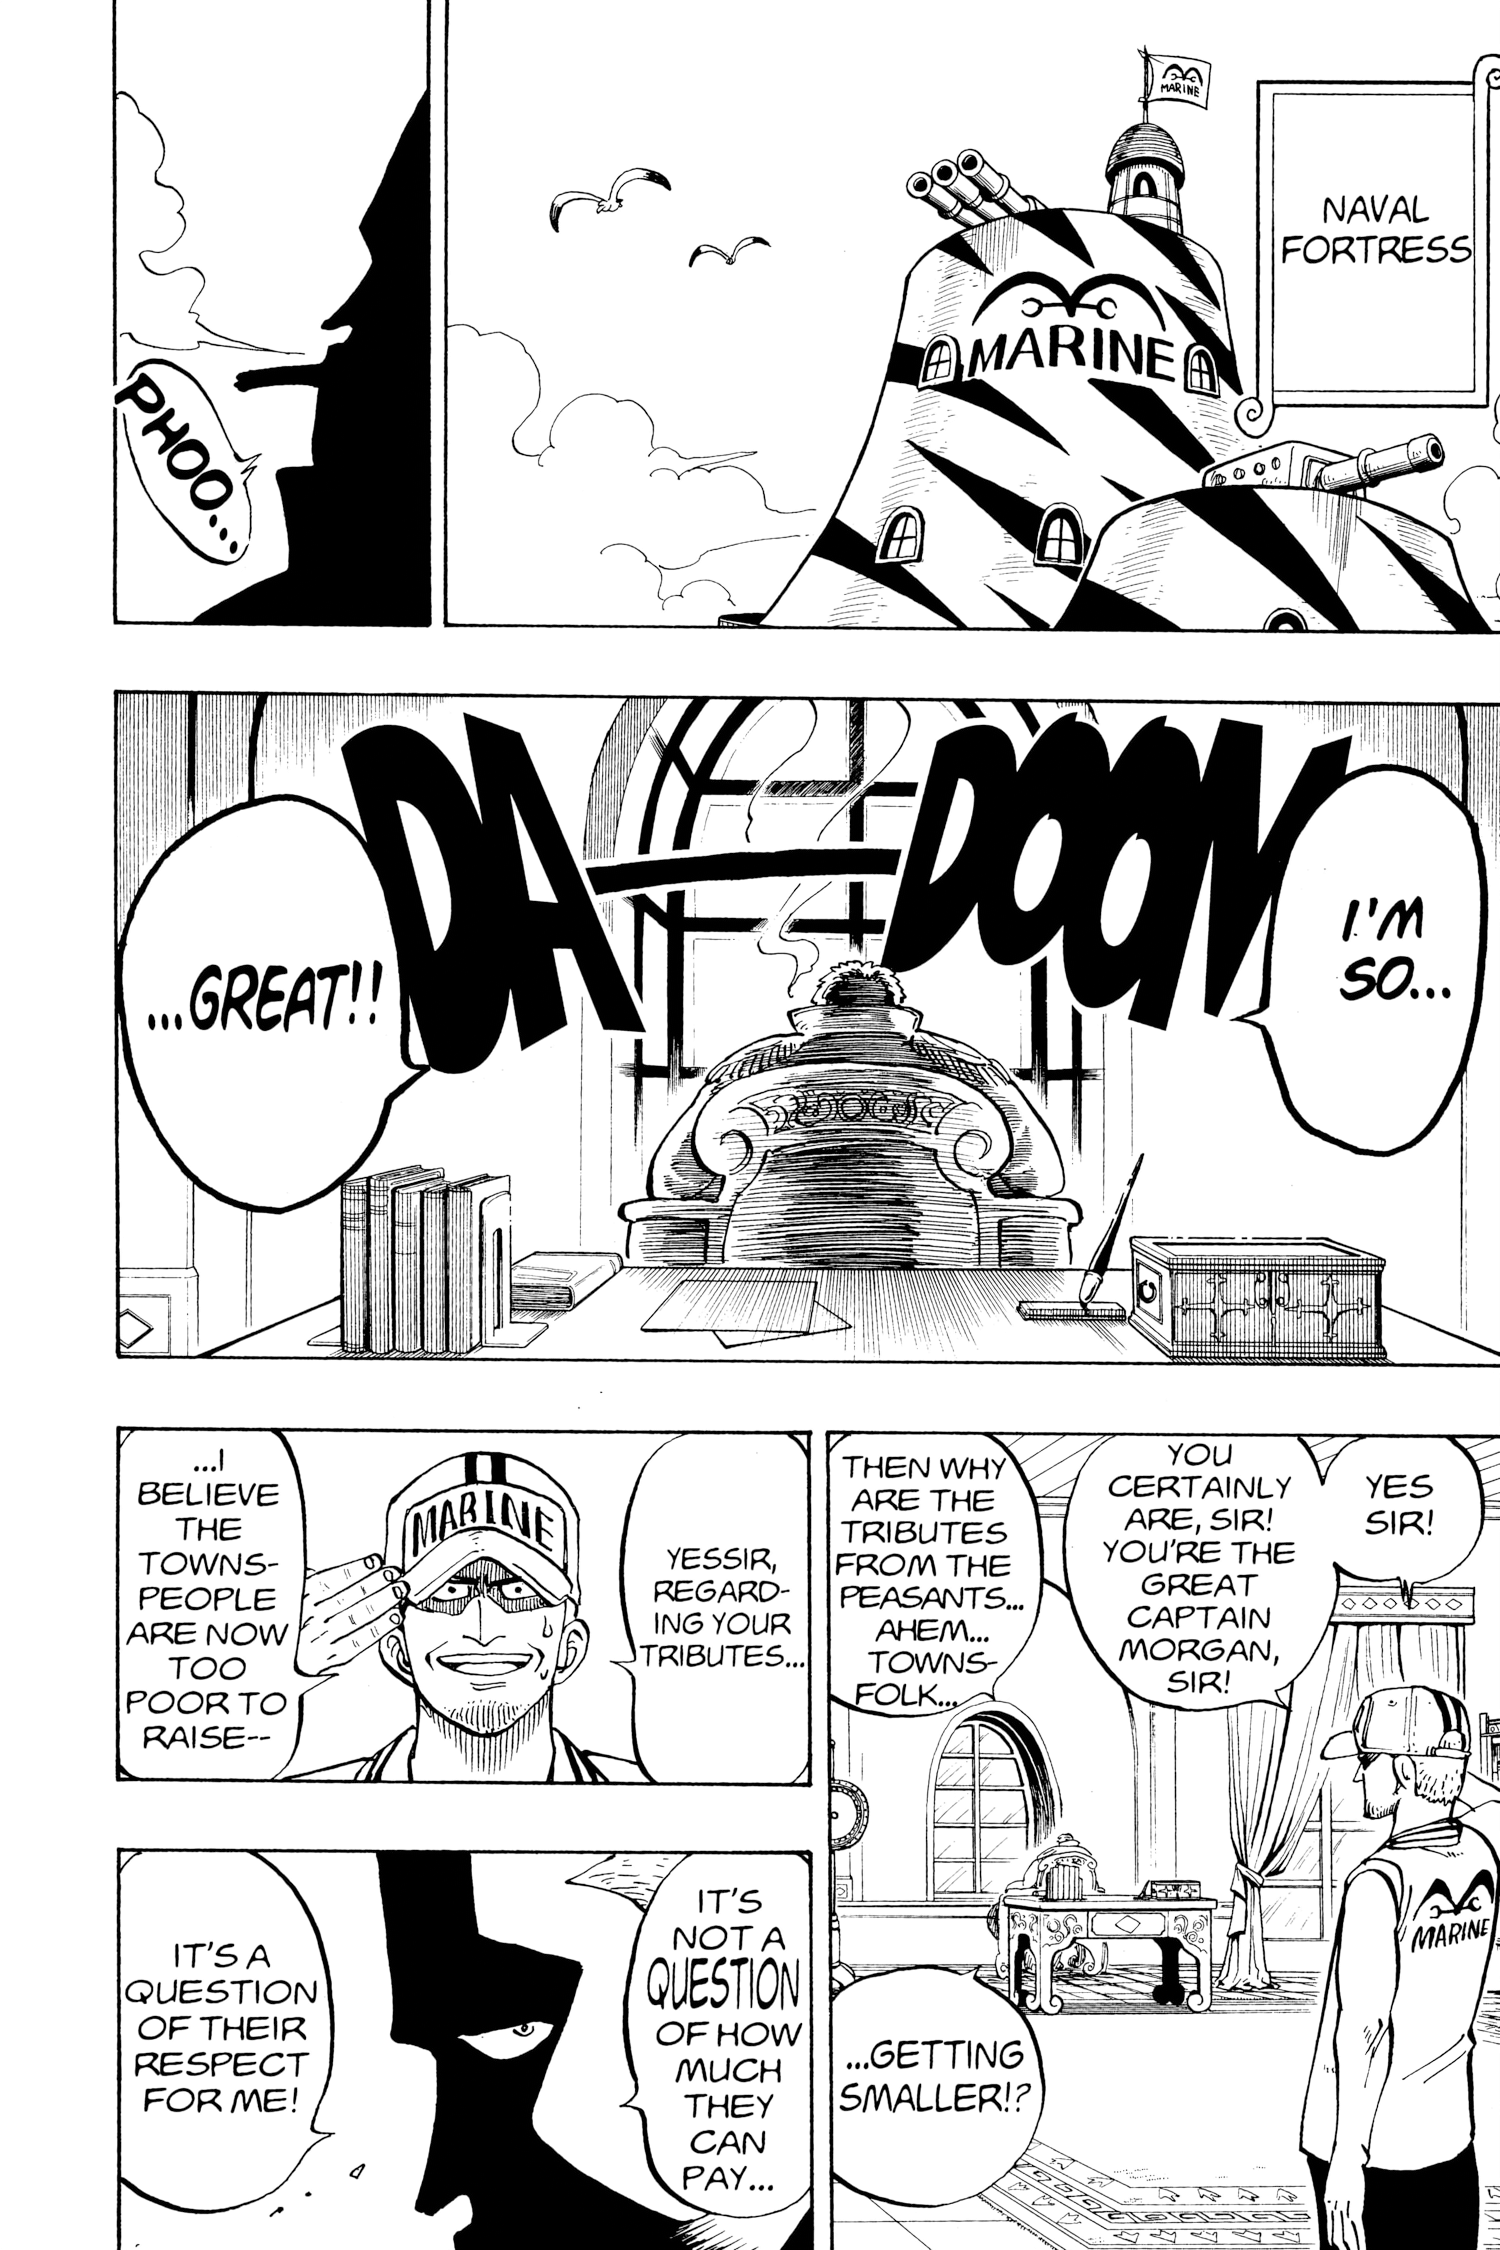 NAVAL
FORTRESS
MARINE
MARINE
PHOO...
DA-DOOM
I'M
SO...
...GREAT!!
YES
SIR!
YOU
CERTAINLY
ARE, SIR!
YOU'RE THE
GREAT
CAPTAIN
MORGAN,
SIR!
THEN WHY
ARE THE
TRIBUTES
FROM THE
PEASANTS...
AHEM...
TOWNS-
FOLK...
MARINE
...GETTING
SMALLER!?
YESSIR,
REGARD-
ING YOUR
TRIBUTES...
MARINE
...I
BELIEVE
THE
TOWNS-
PEOPLE
ARE NOW
TOO
POOR TO
RAISE--
IT'S
NOT A
QUESTION
OF HOW
MUCH
THEY
CAN
PAY...
IT'S A
QUESTION
OF THEIR
RESPECT
FOR ME!